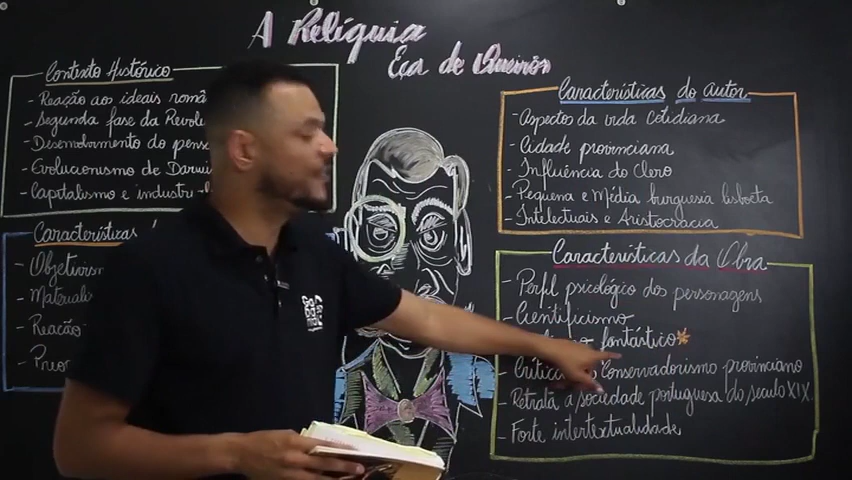 A Relíquia
Eça de Queirós
Contexto Histórico
- Reação aos ideais româ
- Segunda fase da Revolu
- Desenvolvimento do pens
- Evolucionismo de Darwi
- Capitalismo e industri
Características
- Objetivism
- Materiali
- Reação
- Preo
Características do autor
- Aspectos da vida cotidiana
- Cidade provinciana
- Influência do Clero
- Pequena e Média burguesia lisboeta
- Intelectuais e Aristocracia
Características da Obra
- Perfil psicológico dos personagens
- Cientificismo
fantástico*
- Crítica Conservadorismo provinciano
- Retrata a sociedade portuguesa do século XIX.
- Forte intertextualidade